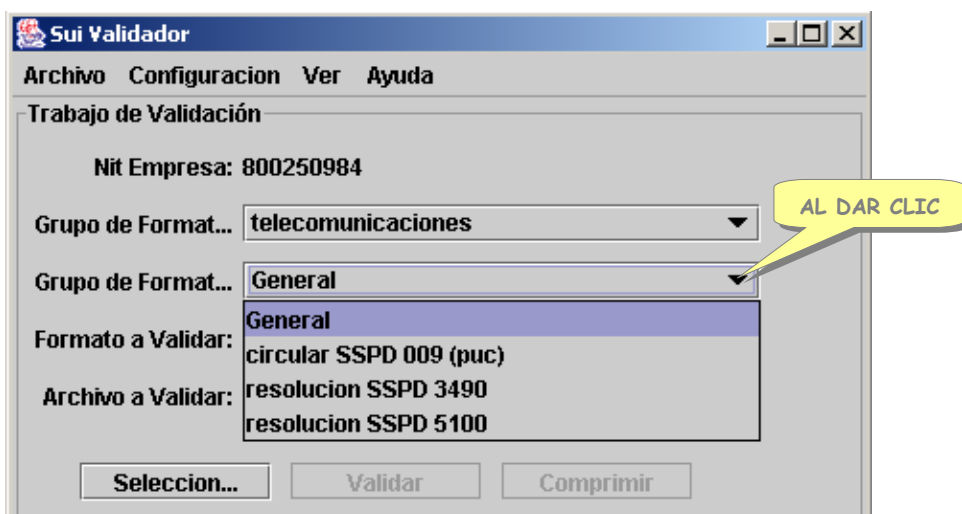 Sui Validador
Archivo Configuracion Ver Ayuda
Trabajo de Validación
Nit Empresa: 800250984
Grupo de Format... telecomunicaciones
AL DAR CLIC
Grupo de Format... General
General
Formato a Validar:
circular SSPD 009 (puc)
Archivo a Validar: resolucion SSPD 3490
resolucion SSPD 5100
Seleccion... Validar Comprimir